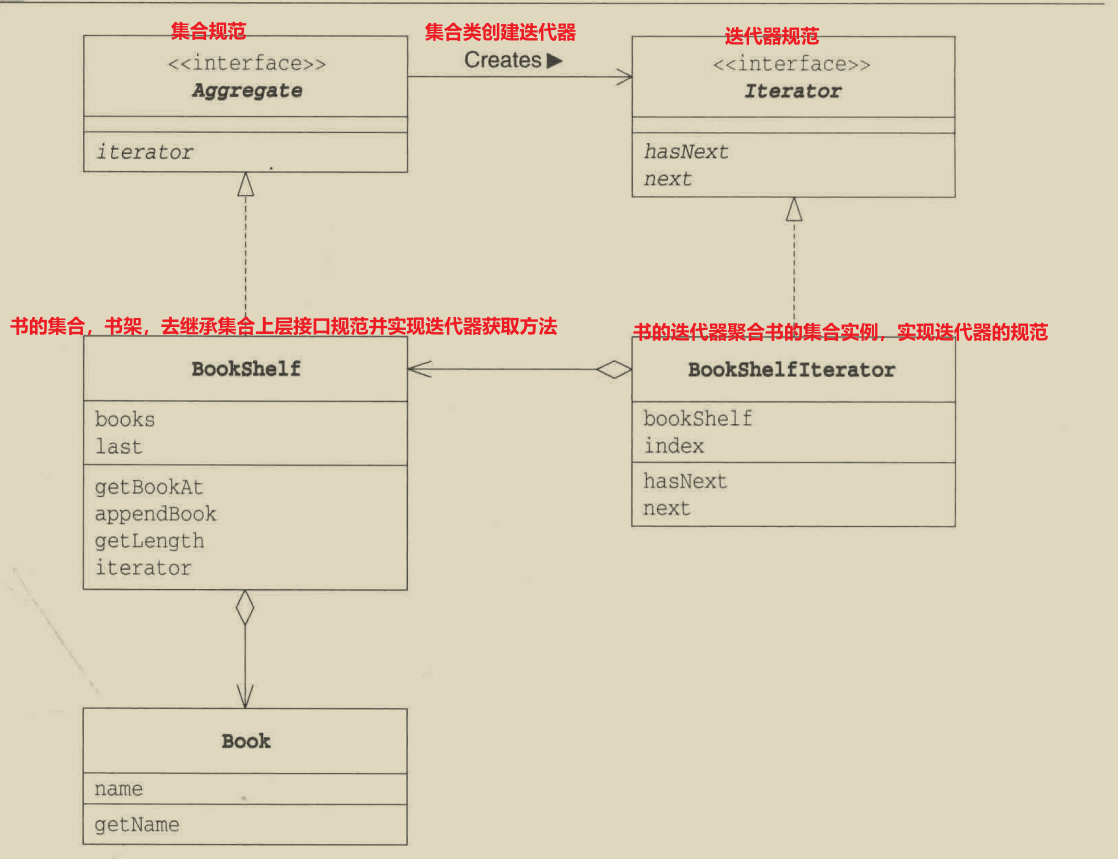 集合规范
集合类创建迭代器
迭代器规范
<<interface>>
Aggregate
iterator
Creates▶
<<interface>>
Iterator
hasNext
next
书的集合，书架，去继承集合上层接口规范并实现迭代器获取方法
书的迭代器聚合书的集合实例，实现迭代器的规范
BookShelf
books
last
getBookAt
appendBook
getLength
iterator
BookShelfIterator
bookShelf
index
hasNext
next
Book
name
getName